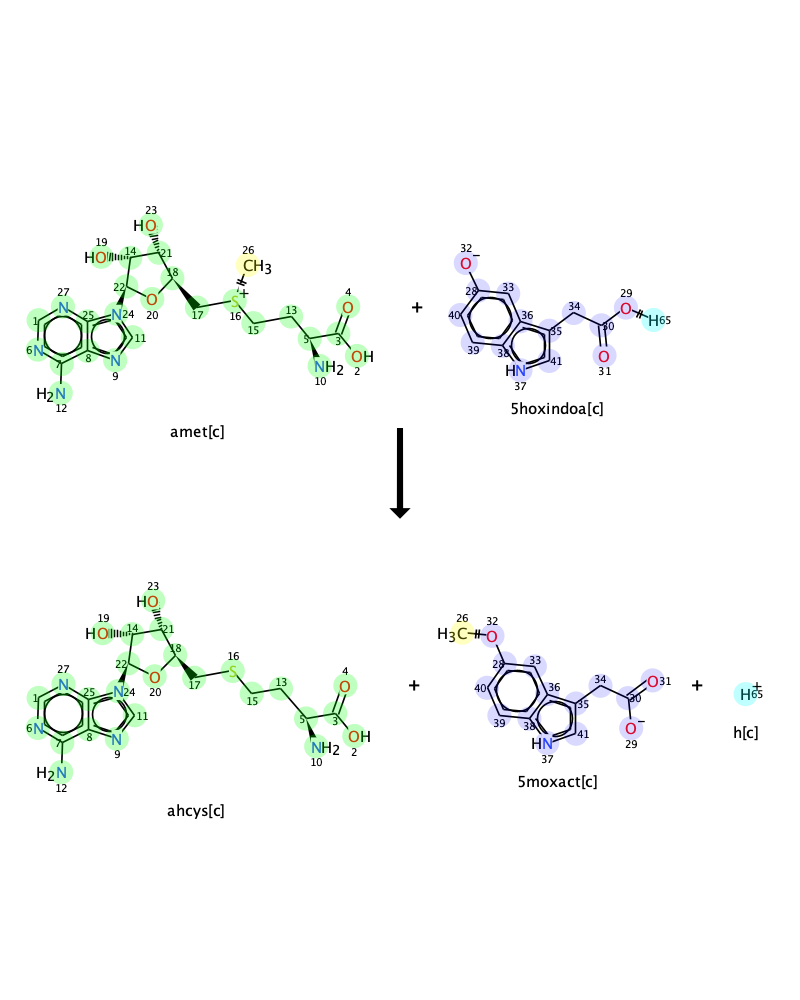 23
HO
19
HO
14
21
26
CH3
18
27
N
22
O
20
S
+
16
17
15
13
4
O
32
O−
29
O
H65
1
25
N
24
11
6
N
7
8
N
9
5
3
OH
2
NH2
10
H2N
12
+
28
33
40
39
36
38
35
34
30
O
31
41
HN
37
5hoxindoa[c]
amet[c]
23
HO
19
HO
14
21
18
16
S
26
H3C
32
O
27
N
22
O
20
17
15
13
4
O
1
25
N
24
11
6
N
7
8
N
9
5
3
OH
2
NH2
10
H2N
12
+
28
33
40
39
36
38
35
34
30
O31
O−
29
41
HN
37
+
H+
65
h[c]
5moxact[c]
ahcys[c]